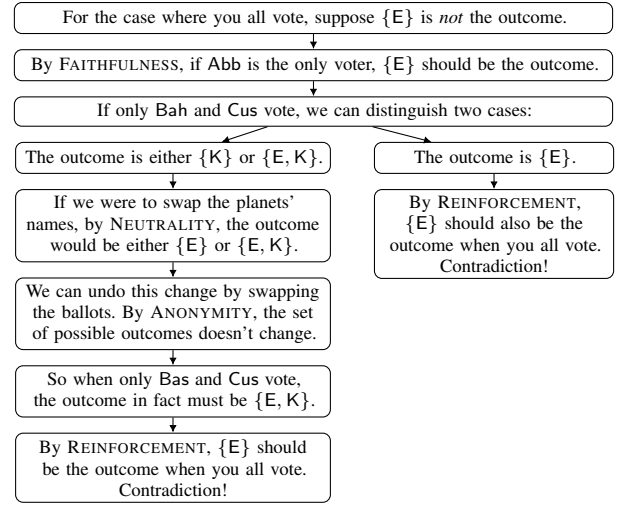 For the case where you all vote, suppose {E} is not the outcome.
By FAITHFULNESS, if Abb is the only voter, {E} should be the outcome.
If only Bah and Cus vote, we can distinguish two cases:
The outcome is either {K} or {E, K}.
The outcome is {E}.
If we were to swap the planets'
names, by NEUTRALITY, the outcome
would be either {E} or {E, K}.
By REINFORCEMENT,
{E} should also be the
outcome when you all vote.
Contradiction!
We can undo this change by swapping
the ballots. By ANONYMITY, the set
of possible outcomes doesn't change.
So when only Bas and Cus vote,
the outcome in fact must be {E, K}.
By REINFORCEMENT, {E} should
be the outcome when you all vote.
Contradiction!